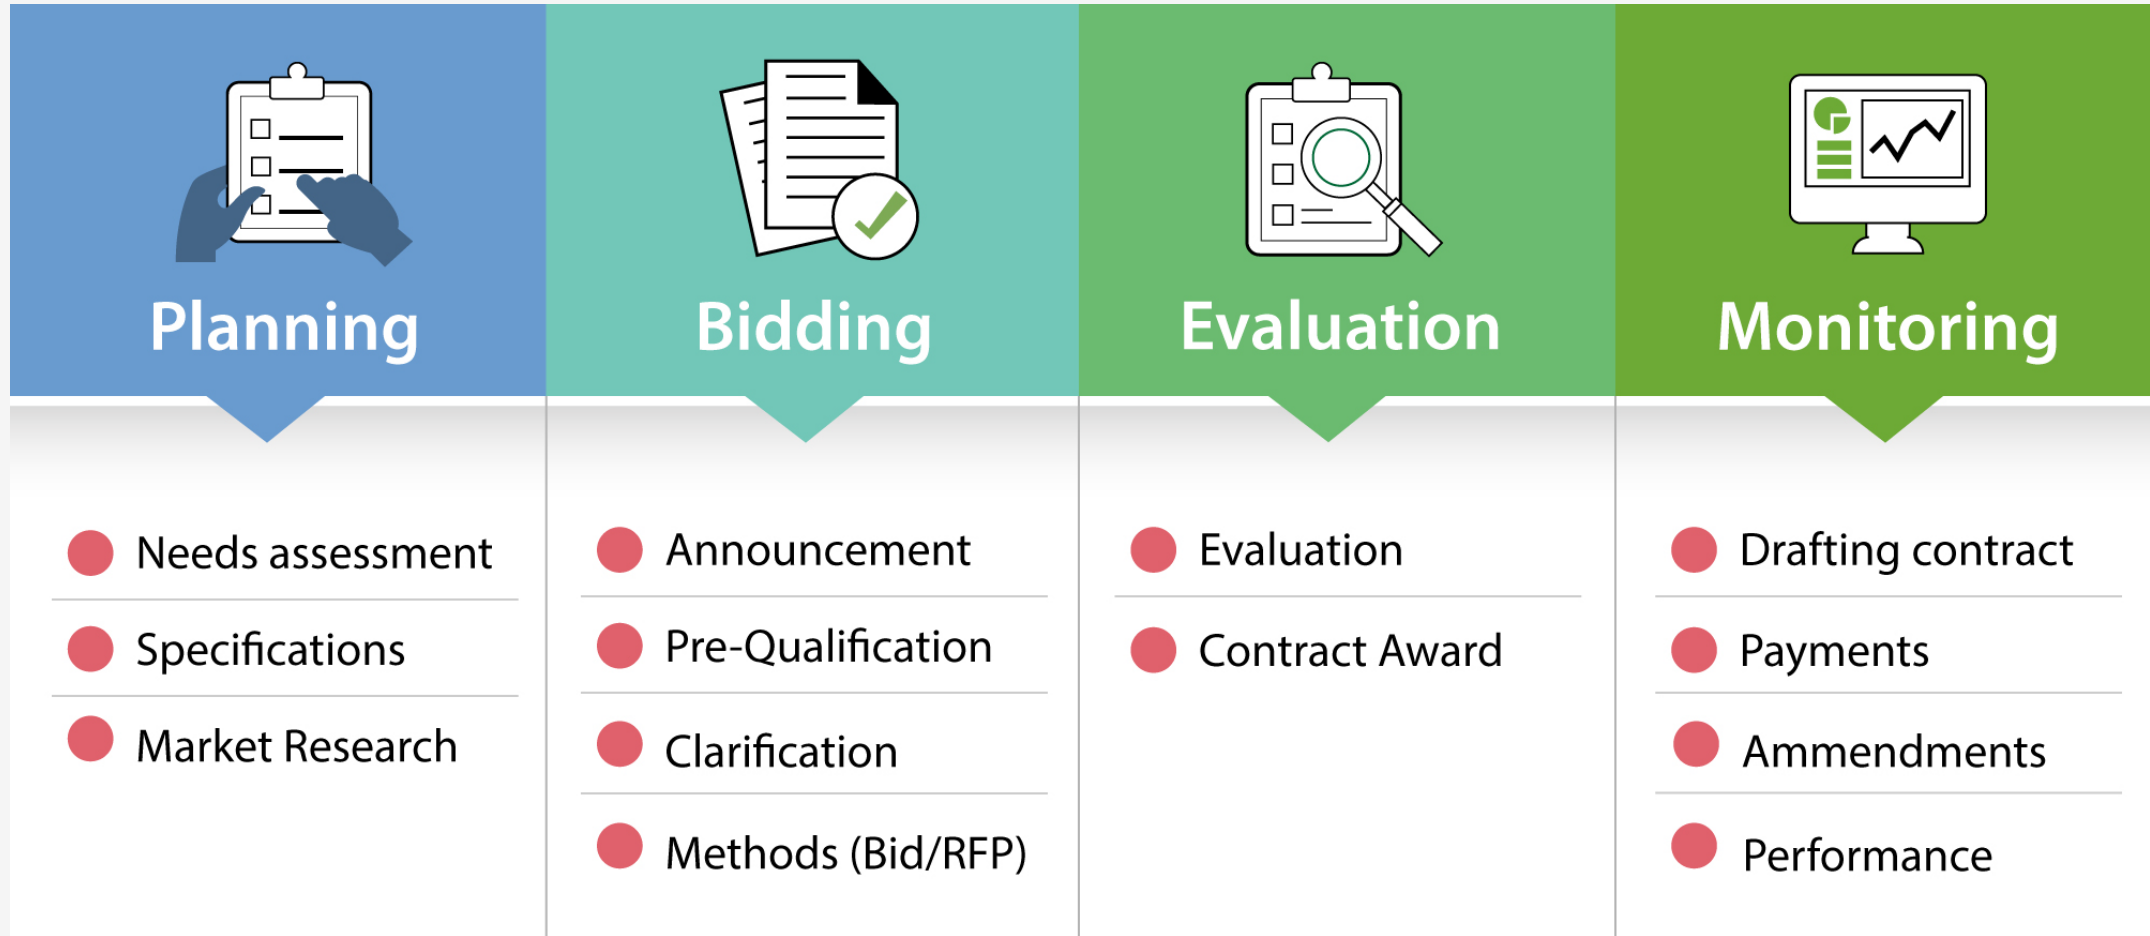 Planning
Needs assessment
Specifications
Market Research
Bidding
Announcement
Pre-Qualification
Clarification
Methods (Bid/RFP)
Evaluation
Evaluation
Contract Award
Monitoring
Drafting contract
Payments
Ammendments
Performance